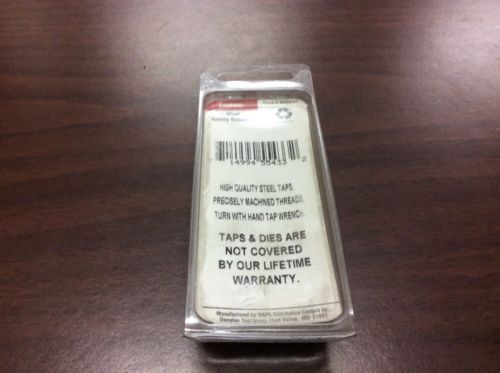 Wear
14994 55433
HIGH QUALITY STEEL TAPS.
PRECISELY MACHINED THREADS.
TURN WITH HAND TAP WRENCH.
TAPS & DIES ARE
NOT COVERED
BY OUR LIFETIME
WARRANTY.
Manufactured for NAPA Distribution Centers by
Danaher Tool Group, Hunt Valley, MD 21031